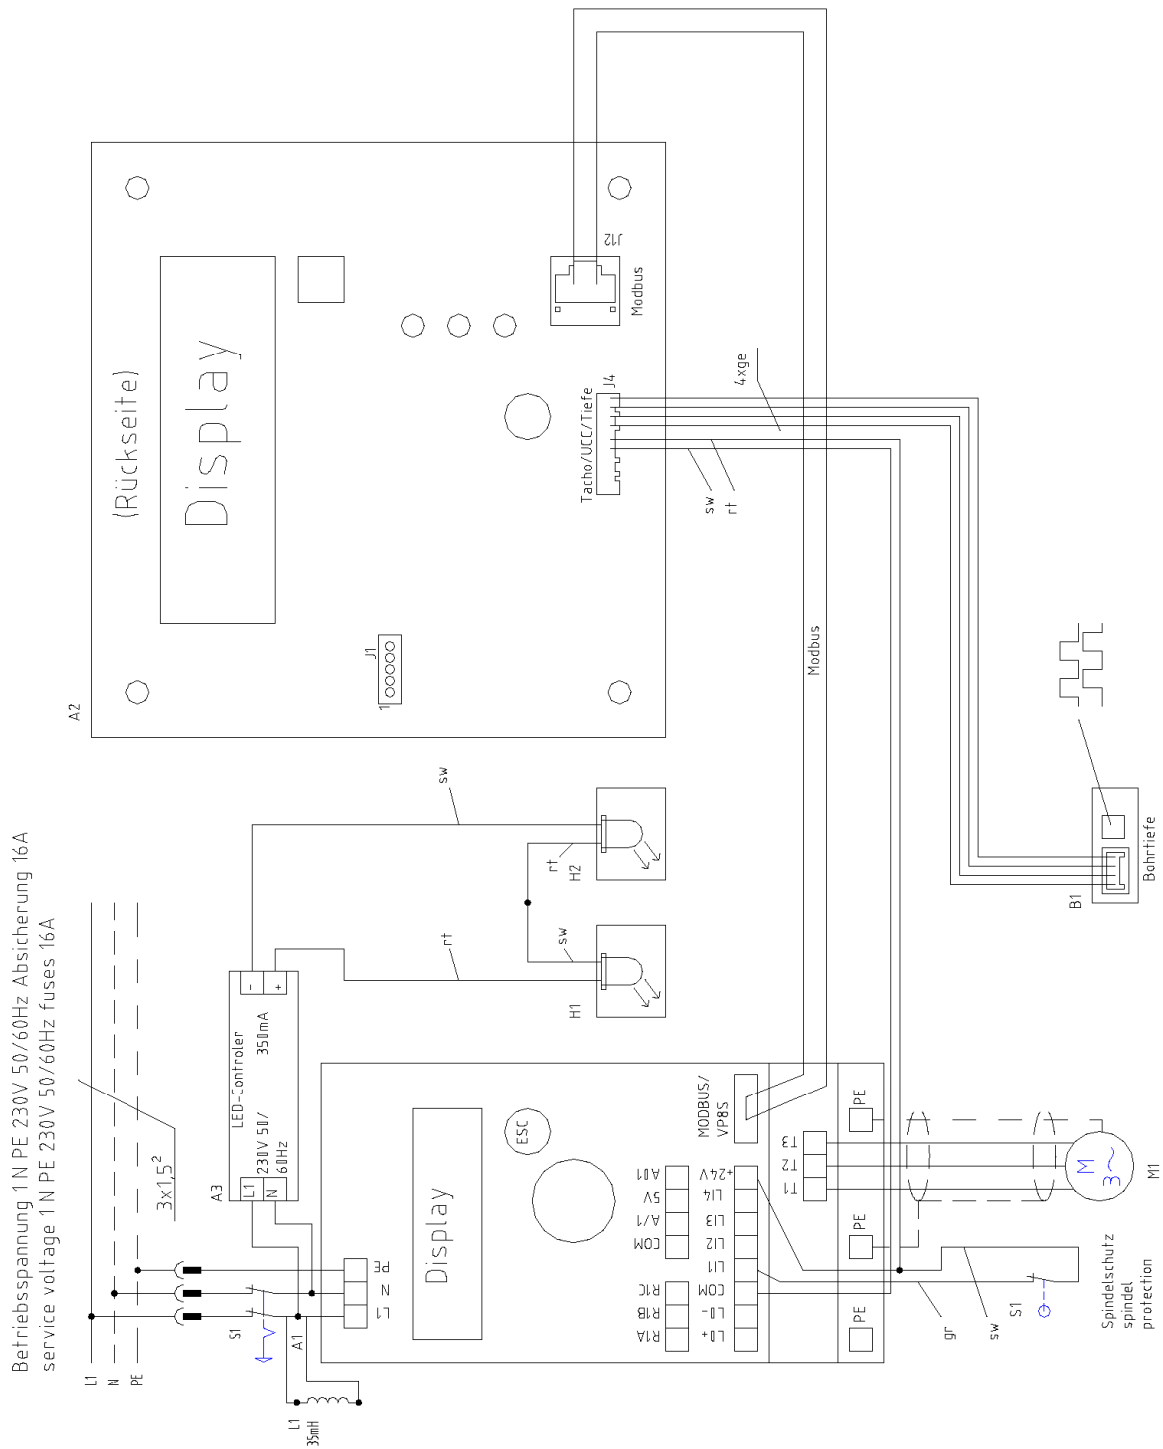 Betriebsspannung 1 N PE 230V 50/60Hz Absicherung 16A
service voltage 1 N PE 230V 50/60Hz fuses 16A
L1
N
PE
3x1,5²
S1
A1
L1
35mH
A3
LED-Controler
L1
N
230V 50/
60Hz
350mA
-
+
rt
sw
sw
H1
rt
H2
A2
(Rückseite)
Display
J1
1
J12
Modbus
Tacho/UCC/Tiefe
J4
4xge
sw
rt
Modbus
L1
N
PE
Display
ESC
MODBUS/
VP8S
R1A
R1B
R1C
COM
A/1
5V
AO1
LO+
LO-
COM
LI1
LI2
LI3
LI4
+24V
T1
T2
T3
PE
PE
PE
M
3~
M1
gr
sw
S1
Spindelschutz
spindel
protection
B1
Bohrtiefe